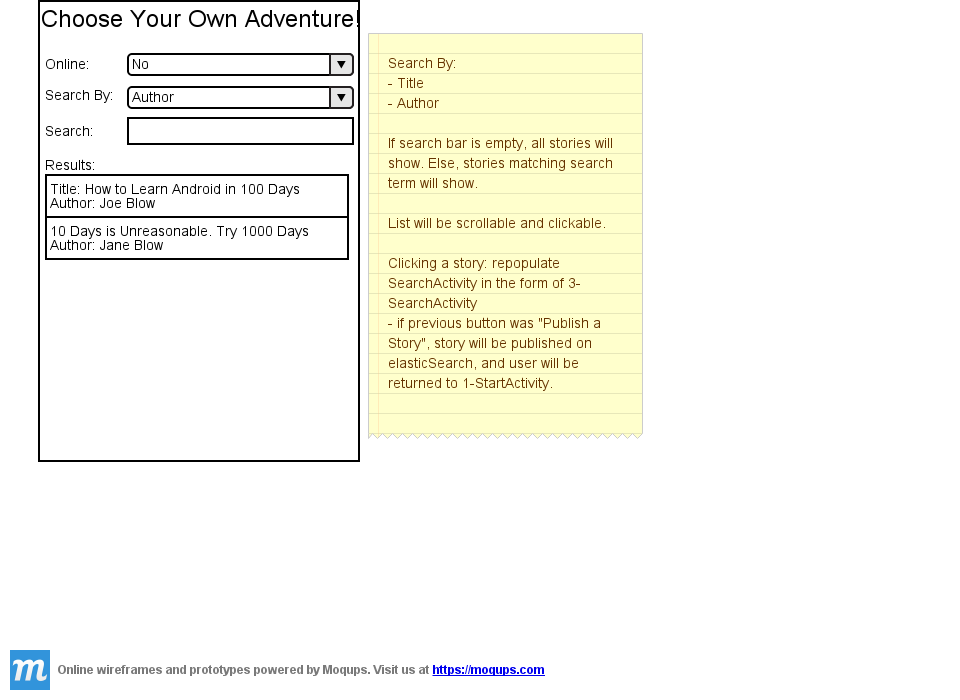 Choose Your Own Adventure!
Online: No
Search By: Author
Search:
Results:
Title: How to Learn Android in 100 Days
Author: Joe Blow
10 Days is Unreasonable. Try 1000 Days
Author: Jane Blow
Search By:
- Title
- Author
If search bar is empty, all stories will
show. Else, stories matching search
term will show.
List will be scrollable and clickable.
Clicking a story: repopulate
SearchActivity in the form of 3-
SearchActivity
- if previous button was "Publish a
Story", story will be published on
elasticSearch, and user will be
returned to 1-StartActivity.
m Online wireframes and prototypes powered by Moqups. Visit us at https://moqups.com